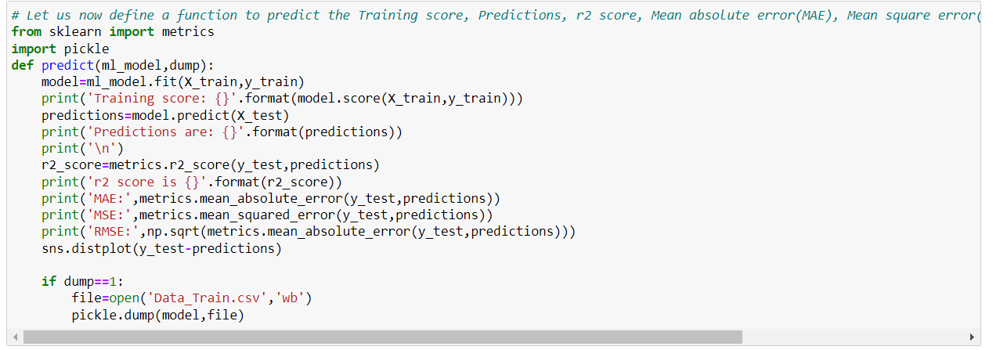 # Let us now define a function to predict the Training score, Predictions, r2 score, Mean absolute error(MAE), Mean square error(
from sklearn import metrics
import pickle
def predict(ml_model,dump):
    model=ml_model.fit(X_train,y_train)
    print('Training score: {}'.format(model.score(X_train,y_train)))
    predictions=model.predict(X_test)
    print('Predictions are: {}'.format(predictions))
    print('\n')
    r2_score=metrics.r2_score(y_test,predictions)
    print('r2 score is {}'.format(r2_score))
    print('MAE:',metrics.mean_absolute_error(y_test,predictions))
    print('MSE:',metrics.mean_squared_error(y_test,predictions))
    print('RMSE:',np.sqrt(metrics.mean_absolute_error(y_test,predictions)))
    sns.distplot(y_test-predictions)

    if dump==1:
        file=open('Data_Train.csv','wb')
        pickle.dump(model,file)